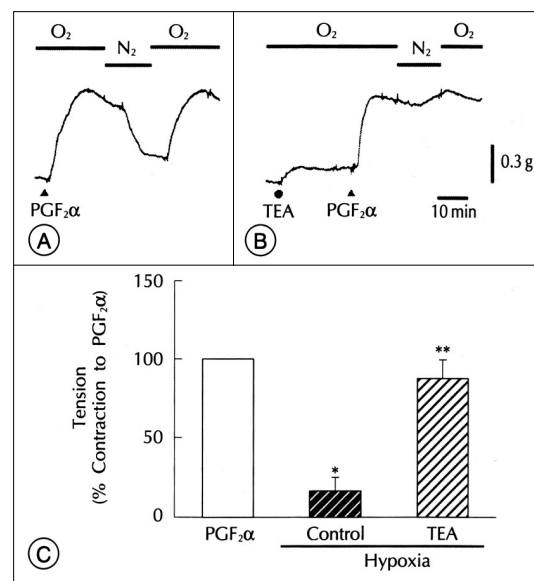 O₂ O₂
N₂
PGF₂α
A
O₂ O₂
N₂
TEA PGF₂α
0.3 g
10 min
B
Tension
(% Contraction to PGF₂α)
150
100
50
0
*
**
PGF₂α Control TEA
Hypoxia
C